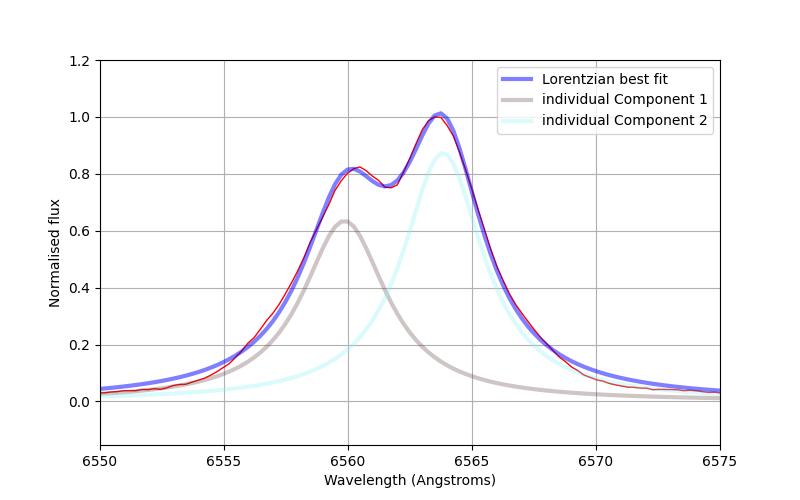 1.2
1.0
0.8
0.6
0.4
0.2
0.0
Normalised flux
Lorentzian best fit
individual Component 1
individual Component 2
6550 6555 6560 6565 6570 6575
Wavelength (Angstroms)